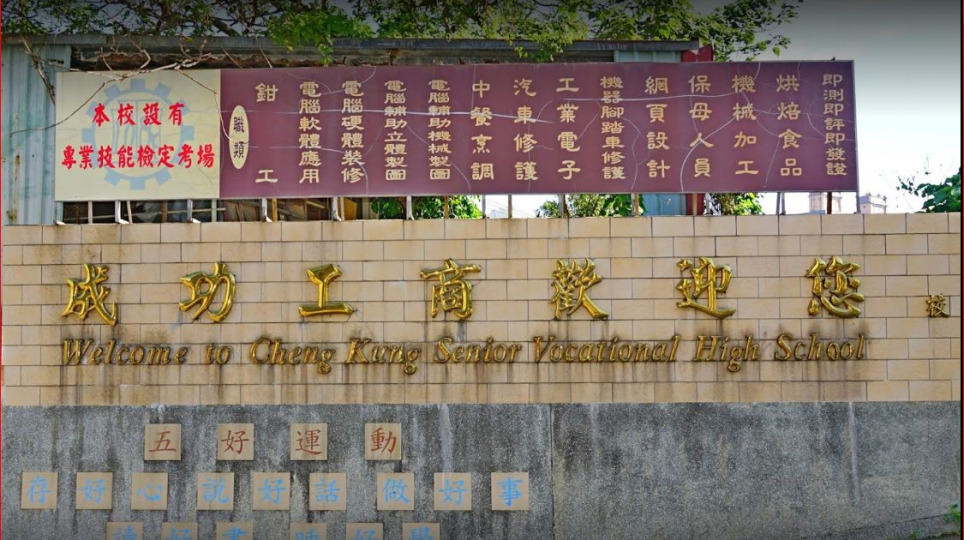 本校設有
專業技能檢定考場
職類
鉗工
電腦軟體應用
電腦硬體裝修
電腦輔助立體製圖
電腦輔助機械製圖
中餐烹調
汽車修護
工業電子
機器腳踏車修護
網頁設計
保母人員
機械加工
烘焙食品
即測即評即發證
成功工商歡迎您
校
Welcome to Cheng Kung Senior Vocational High School
五好運動
存好心說好話做好事
讀好書
好